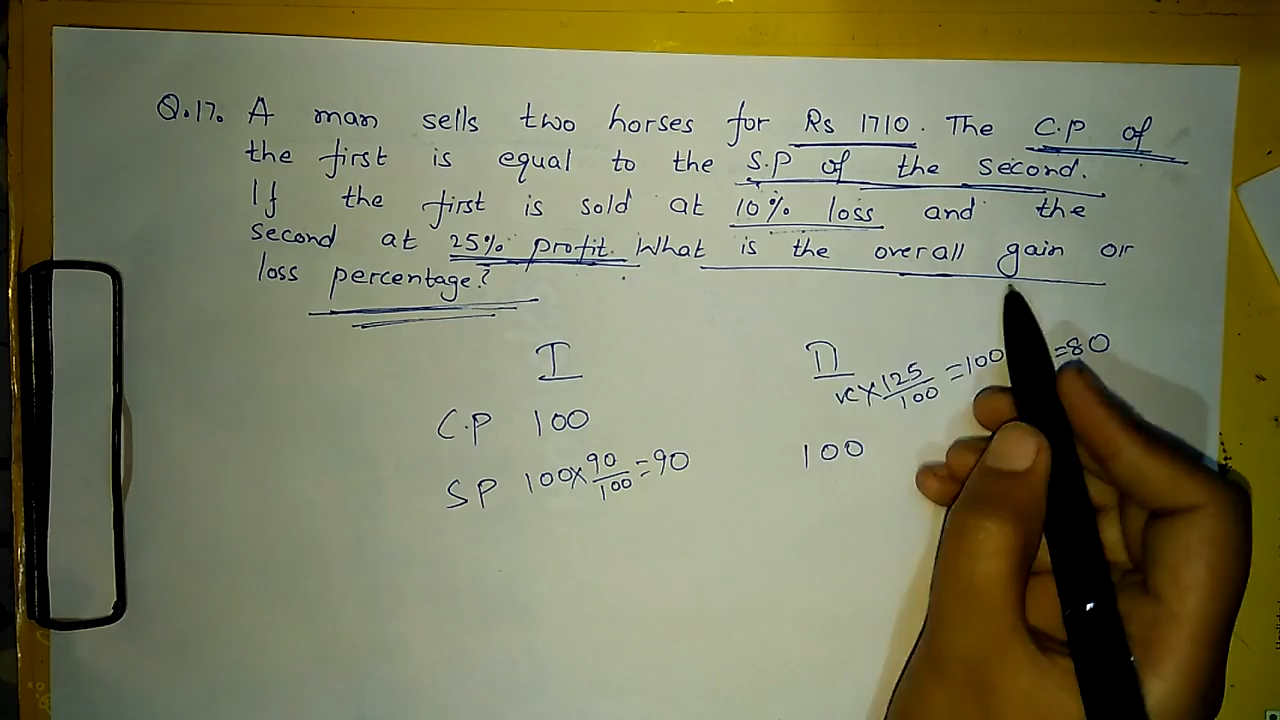 Q.17. A man sells two horses for Rs 1710. The C.P of
the first is equal to the S.P of the second.
If the first is sold at 10% loss and the
second at 25% profit. What is the overall gain or
loss percentage?
I II
x 125/100 = 100 = 80
C.P 100
SP 100 x 90/100 = 90 100